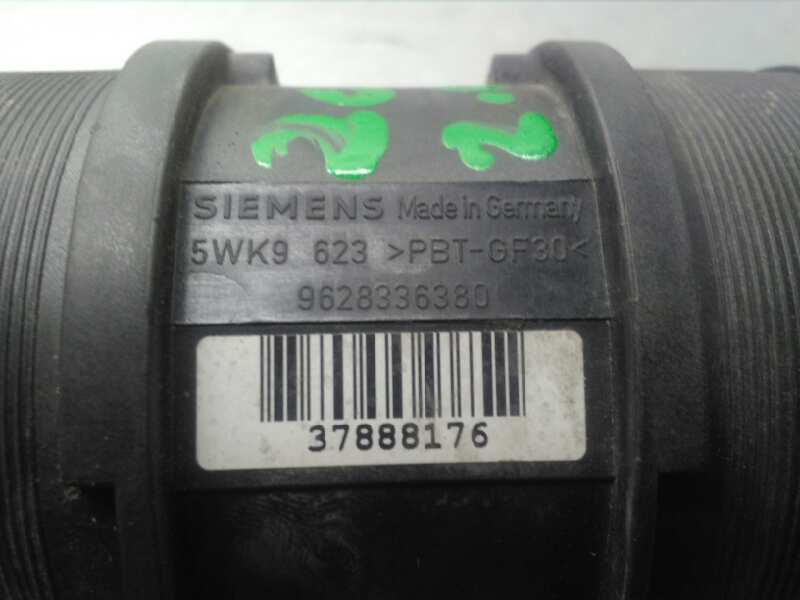 SIEMENS Made in Germany
5WK9 623 >PBT-GF30<
9628336380
37888176